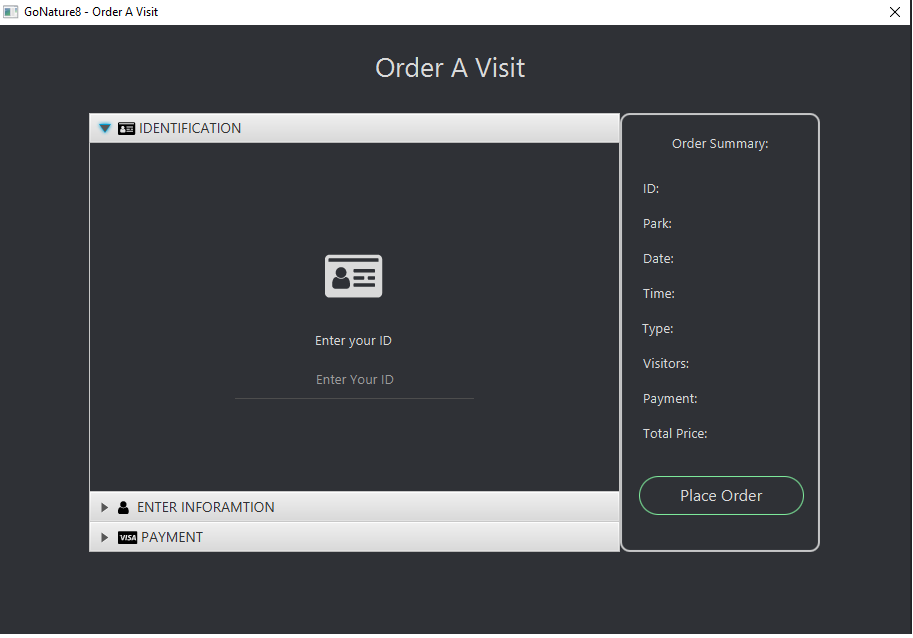 GoNature8 - Order A Visit
Order A Visit
IDENTIFICATION
Enter your ID
Enter Your ID
ENTER INFORAMTION
VISA PAYMENT
Order Summary:
ID:
Park:
Date:
Time:
Type:
Visitors:
Payment:
Total Price:
Place Order